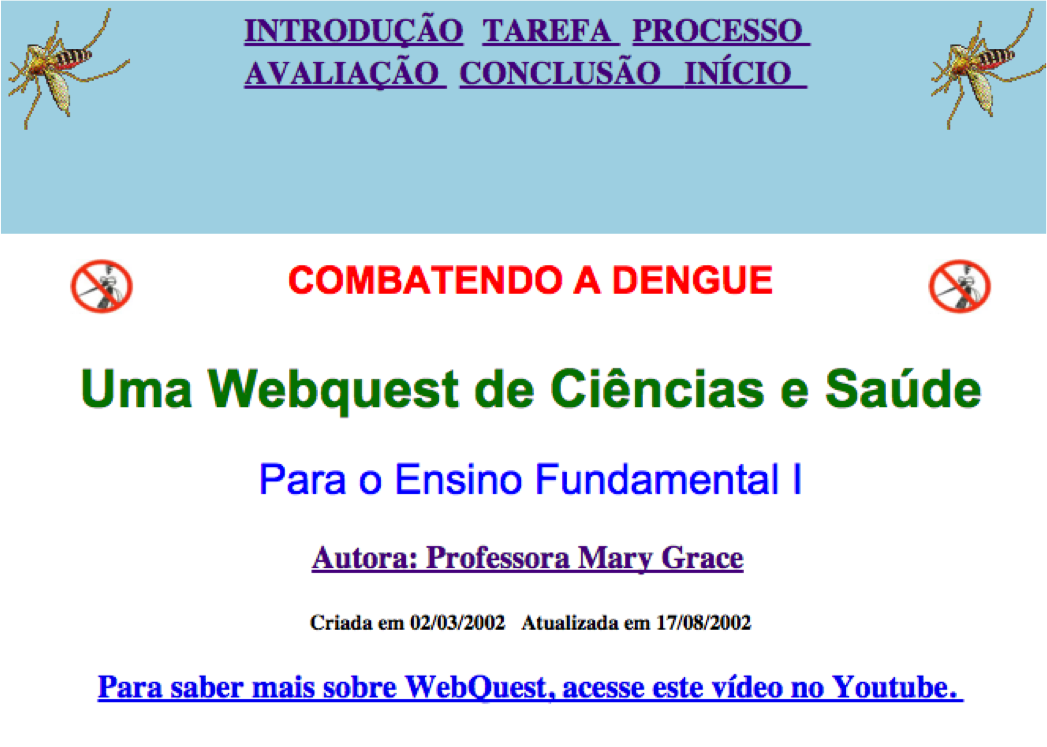 INTRODUÇÃO TAREFA PROCESSO
AVALIAÇÃO CONCLUSÃO INÍCIO
COMBATENDO A DENGUE
Uma Webquest de Ciências e Saúde
Para o Ensino Fundamental I
Autora: Professora Mary Grace
Criada em 02/03/2002 Atualizada em 17/08/2002
Para saber mais sobre WebQuest, acesse este vídeo no Youtube.